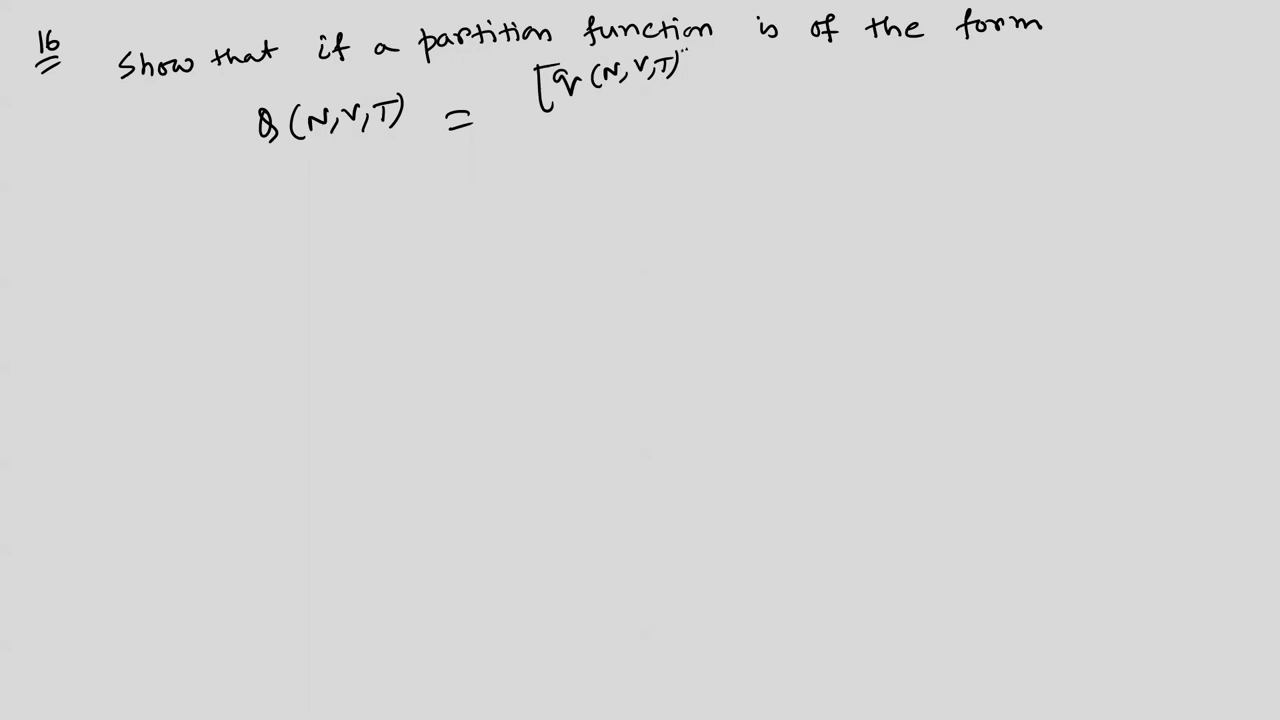 16 Show that if a partition function is of the form
Q(N,V,T) = [q(N,V,T)